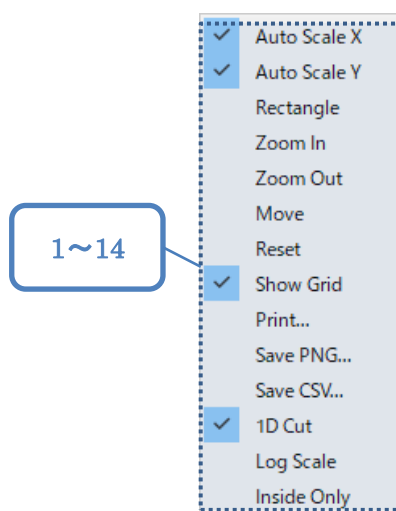 Auto Scale X
Auto Scale Y
Rectangle
Zoom In
Zoom Out
Move
1～14
Reset
Show Grid
Print...
Save PNG...
Save CSV...
1D Cut
Log Scale
Inside Only